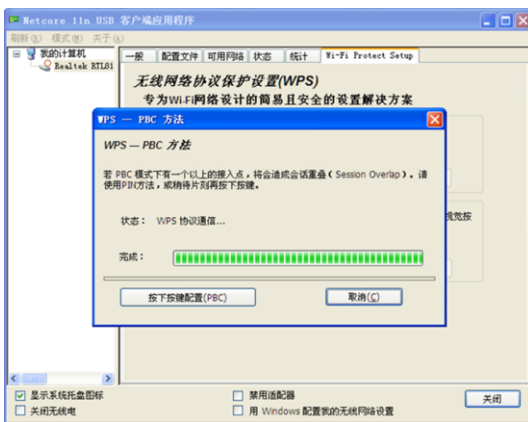 Netcore 11n USB 客户端应用程序
刷新(R) 模式(M) 关于(A)
我的计算机
Realtek RTL81
一般 配置文件 可用网络 状态 统计 Wi-Fi Protect Setup
无线网络协议保护设置(WPS)
专为Wi-Fi网络设计的简易且安全的设置解决方案
WPS — PBC 方法
WPS — PBC 方法
若 PBC 模式下有一个以上的接入点，将会造成会话重叠(Session Overlap)。请
使用PIN方法，或稍待片刻再按下按键。
状态： WPS 协议通信...
视觉按
完成：
按下按键配置(PBC) 取消(C)
显示系统托盘图标 禁用适配器
关闭无线电 用 Windows 配置我的无线网络设置
关闭